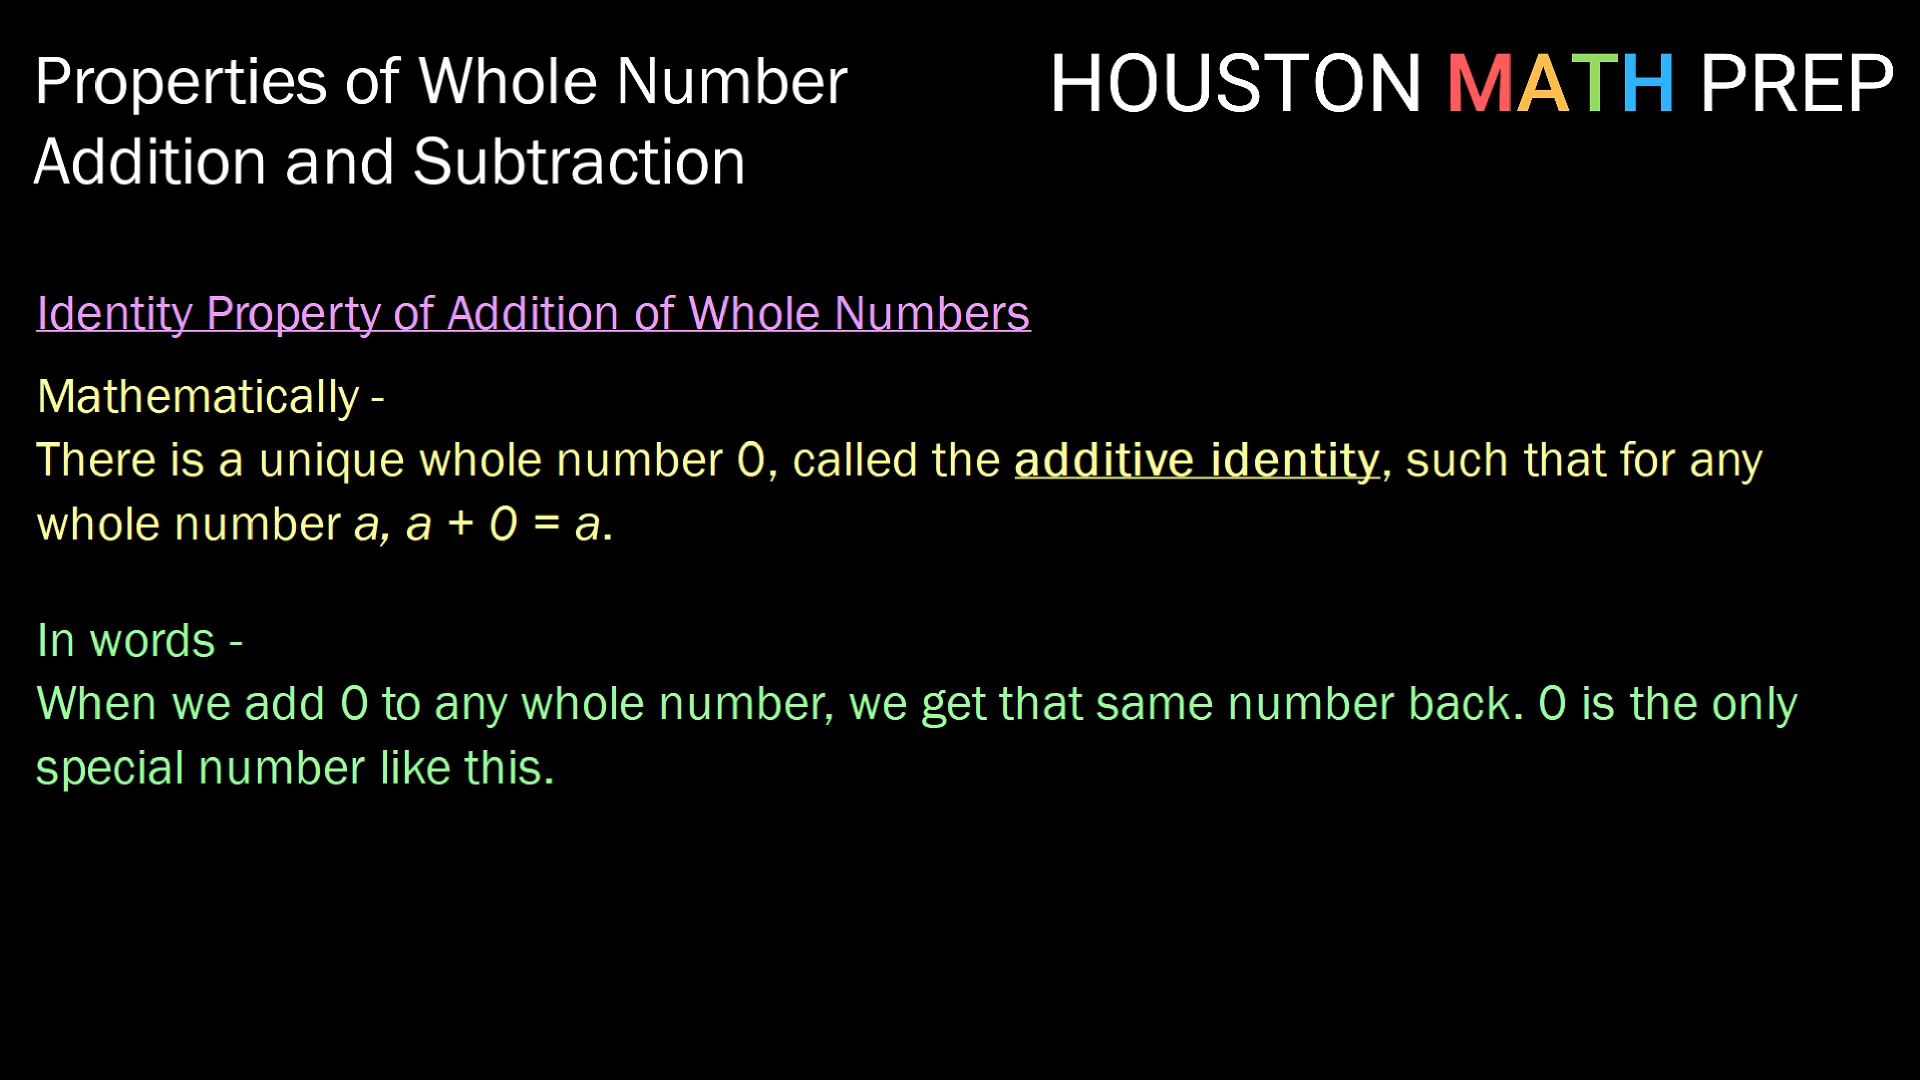 Properties of Whole Number
Addition and Subtraction
HOUSTON MATH PREP
Identity Property of Addition of Whole Numbers
Mathematically -
There is a unique whole number 0, called the additive identity, such that for any
whole number a, a + 0 = a.
In words -
When we add 0 to any whole number, we get that same number back. 0 is the only
special number like this.